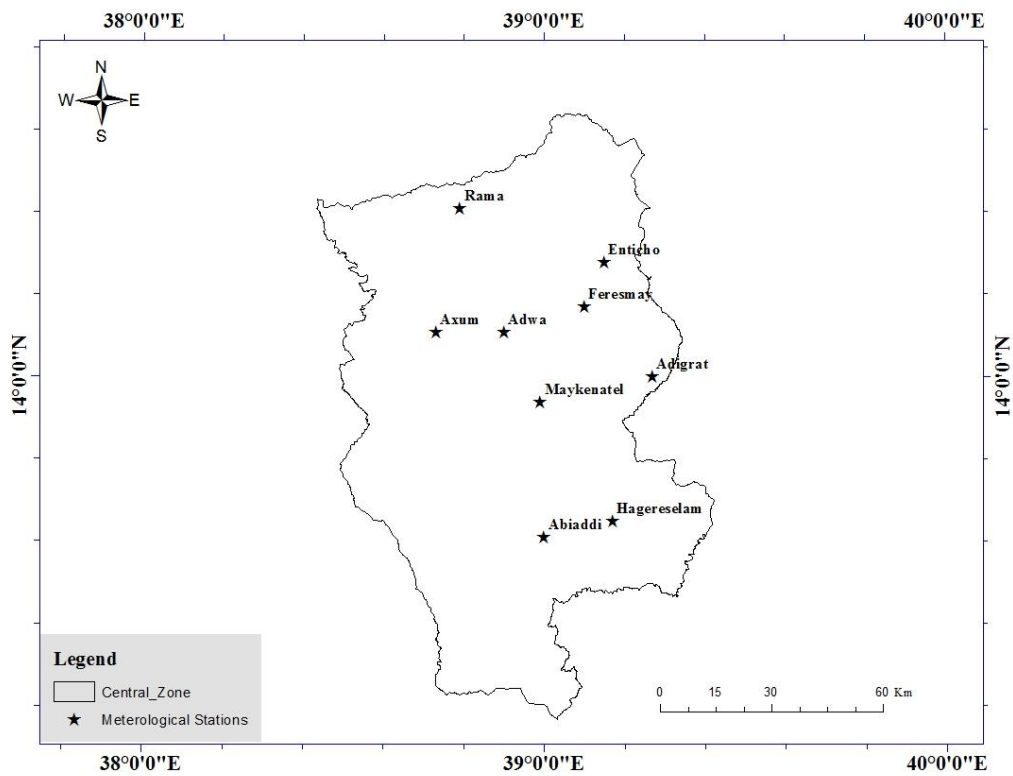 38°0'0"E 39°0'0"E 40°0'0"E
N
W E
S
Rama
Enticho
Feresmay
Axum Adwa
14°0'0"N 14°0'0"N
Adigrat
Maykenatel
Hagereselam
Abiaddi
Legend
Central_Zone
Meterological Stations
0 15 30 60 Km
38°0'0"E 39°0'0"E 40°0'0"E